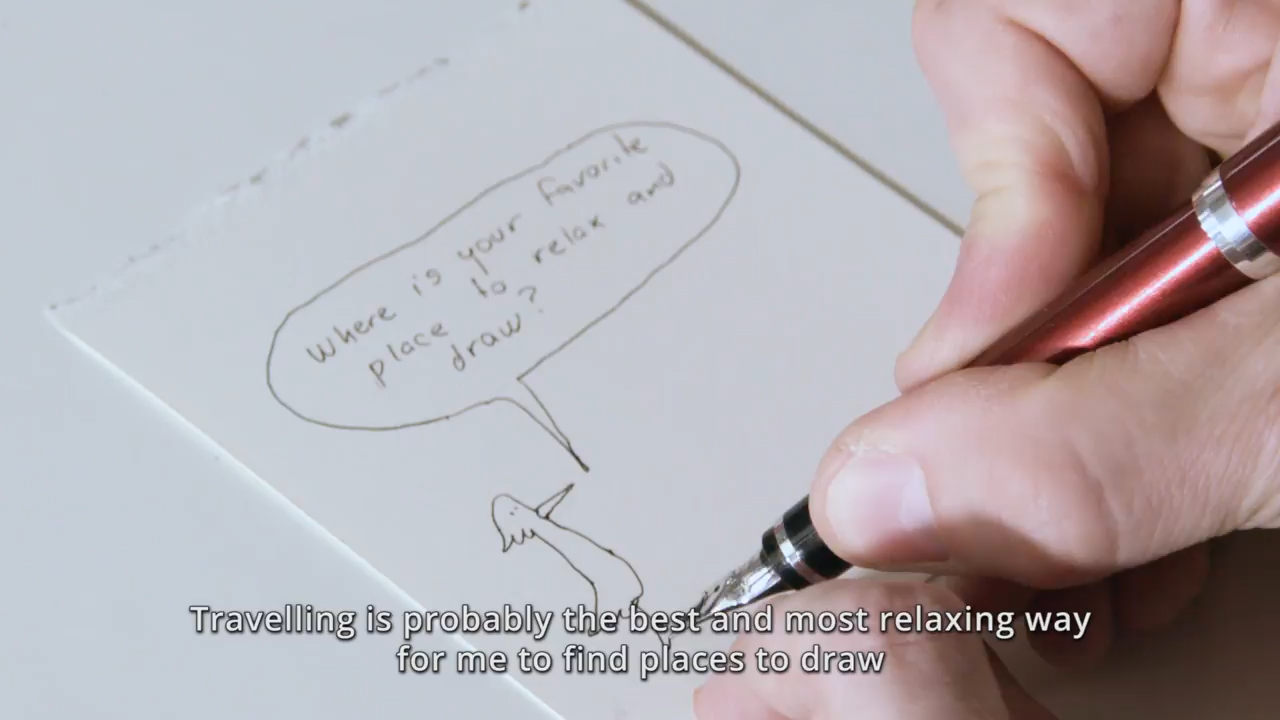 Where is your favorite
place to relax and
draw?
Travelling is probably the best and most relaxing way
for me to find places to draw